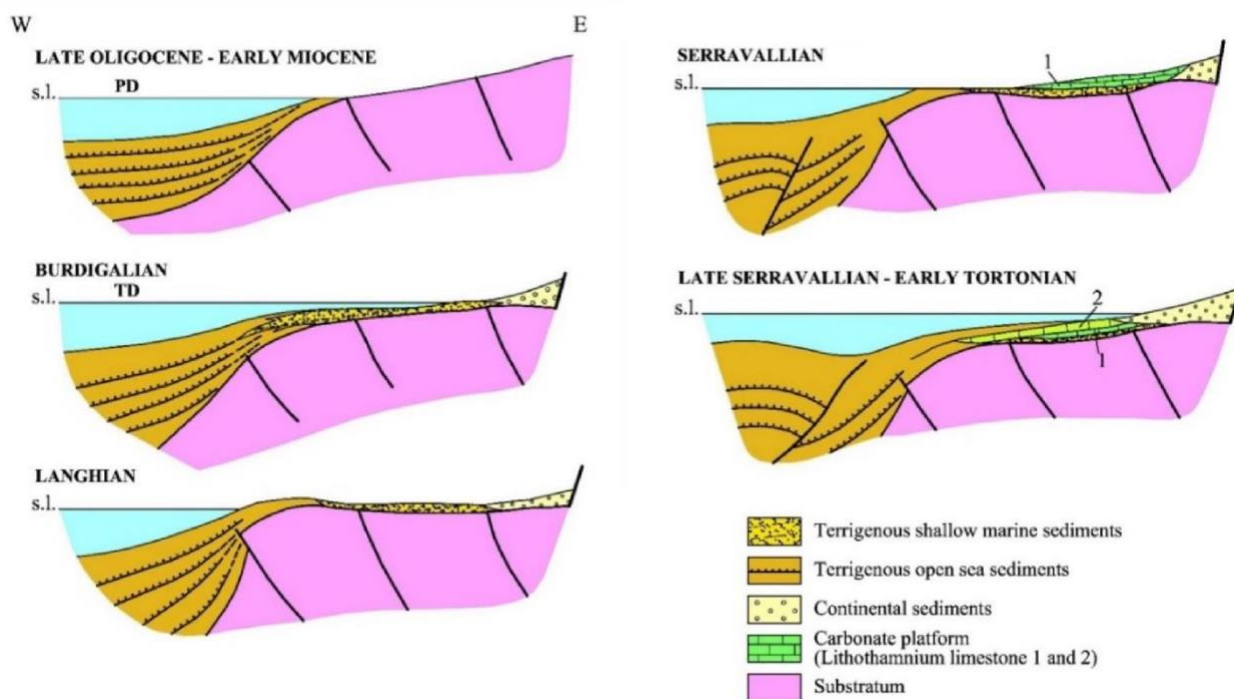 W
E
LATE OLIGOCENE - EARLY MIOCENE
PD
s.l.
BURDIGALIAN
TD
s.l.
LANGHIAN
s.l.
SERRAVALLIAN
1
s.l.
LATE SERRAVALLIAN - EARLY TORTONIAN
2
s.l.
1
Terrigenous shallow marine sediments
Terrigenous open sea sediments
Continental sediments
Carbonate platform
(Lithothamnium limestone 1 and 2)
Substratum